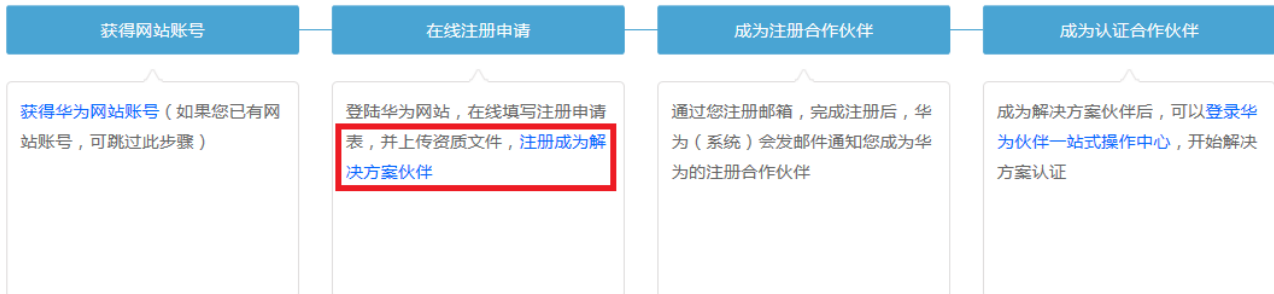 获得网站账号
在线注册申请
成为注册合作伙伴
成为认证合作伙伴
获得华为网站账号（如果您已有网
站账号，可跳过此步骤）
登陆华为网站，在线填写注册申请
表，并上传资质文件，注册成为解
决方案伙伴
通过您注册邮箱，完成注册后，华
为（系统）会发邮件通知您成为华
为的注册合作伙伴
成为解决方案伙伴后，可以登录华
为伙伴一站式操作中心，开始解决
方案认证